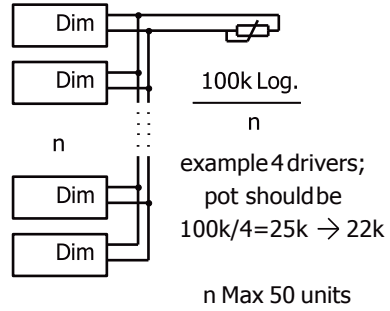 Dim
Dim
n
Dim
Dim
100k Log.
n
example 4 drivers;
pot should be
100k/4=25k → 22k
n Max 50 units